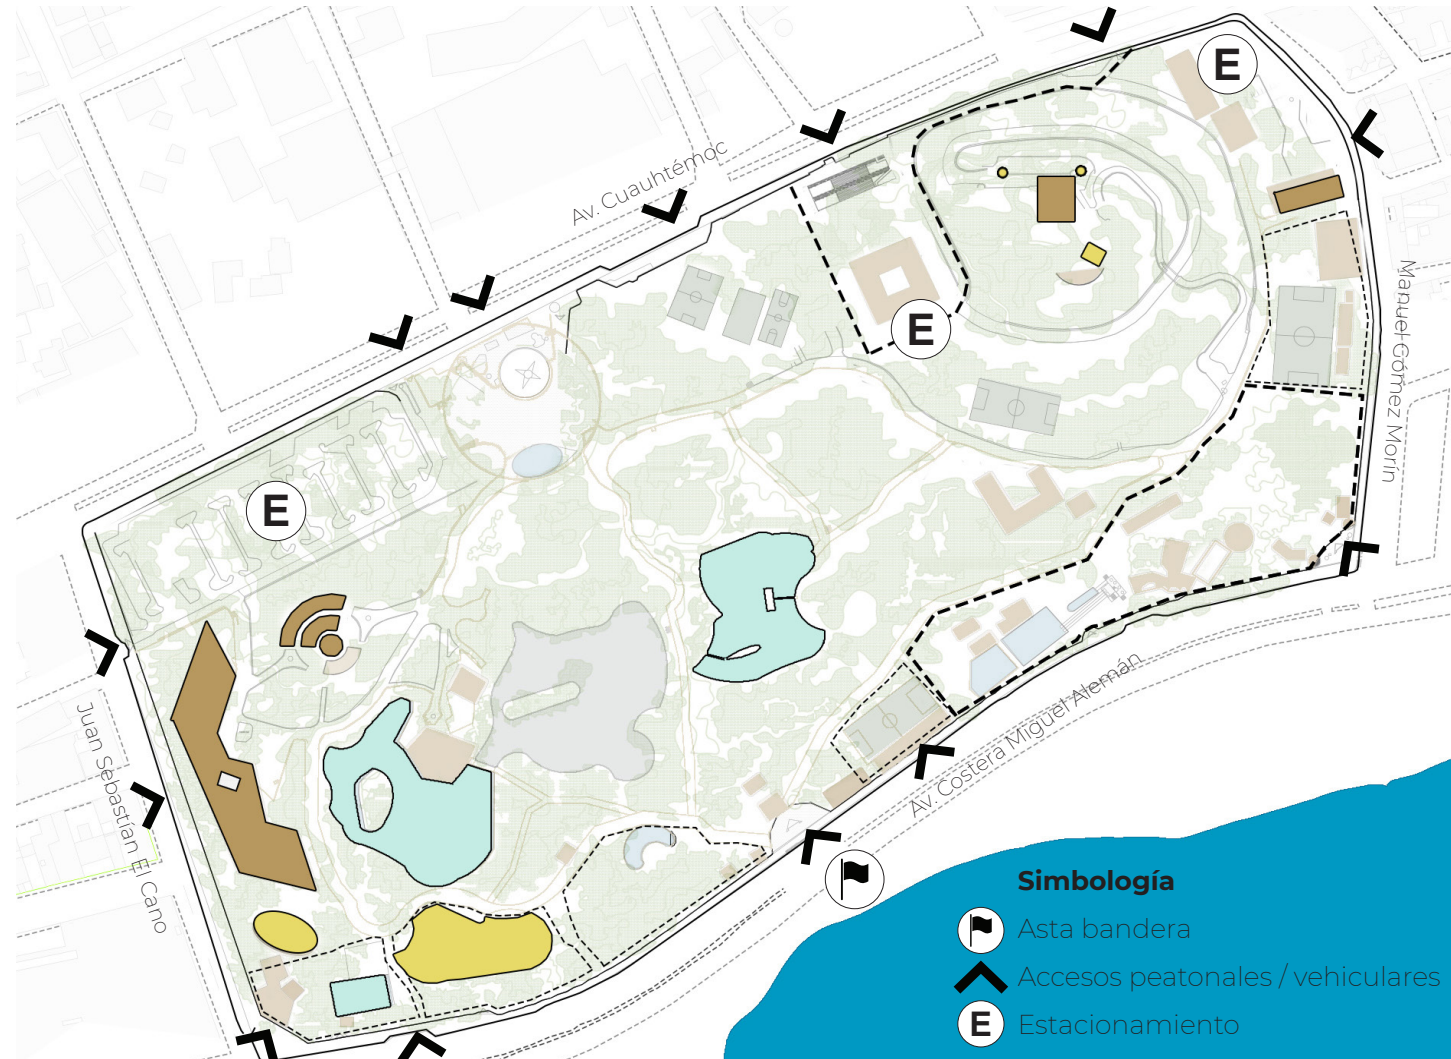 E
Av. Cuauhtémoc
E
Manuel Gómez Morín
E
Juan Sebastían El Cano
Av. Costera Miguel Alemán
Simbología
Asta bandera
Accesos peatonales / vehiculares
E Estacionamiento